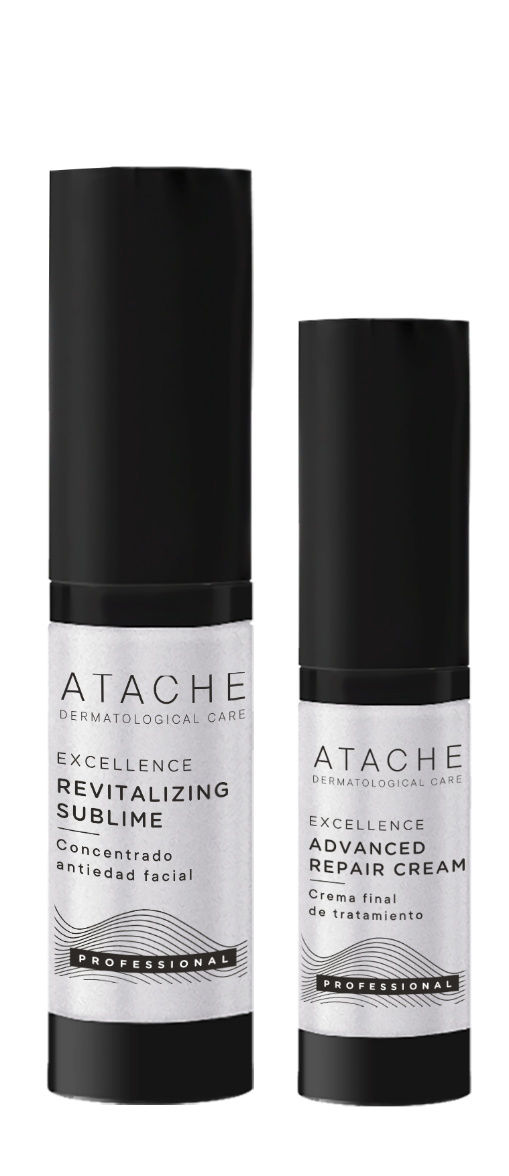 ATACHE
DERMATOLOGICAL CARE
EXCELLENCE
REVITALIZING
SUBLIME
Concentrado
antiedad facial
PROFESSIONAL
ATACHE
DERMATOLOGICAL CARE
EXCELLENCE
ADVANCED
REPAIR CREAM
Crema final
de tratamiento
PROFESSIONAL